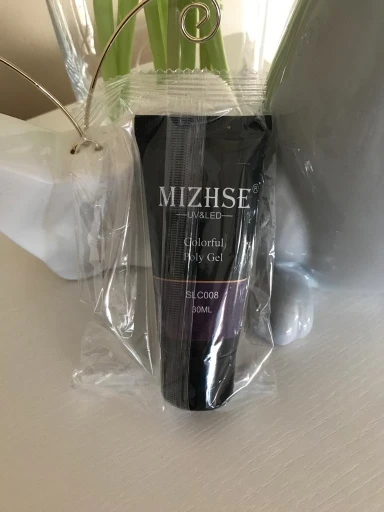 MIZHSE®
UV&LED
Colorful
Poly Gel
SLC008
30ML